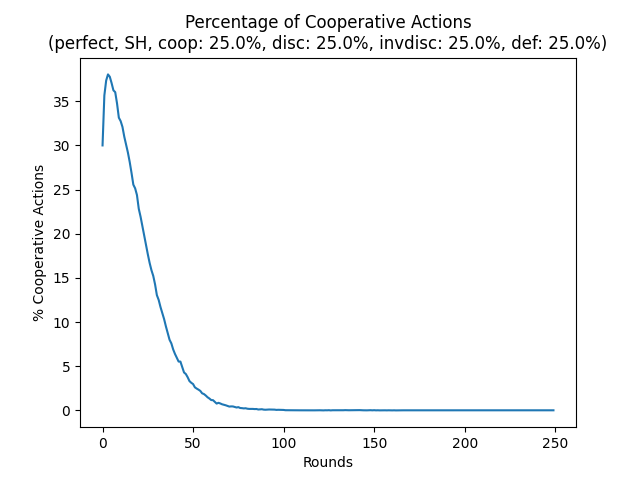 Percentage of Cooperative Actions
(perfect, SH, coop: 25.0%, disc: 25.0%, invdisc: 25.0%, def: 25.0%)
% Cooperative Actions
35
30
25
20
15
10
5
0
0 50 100 150 200 250
Rounds